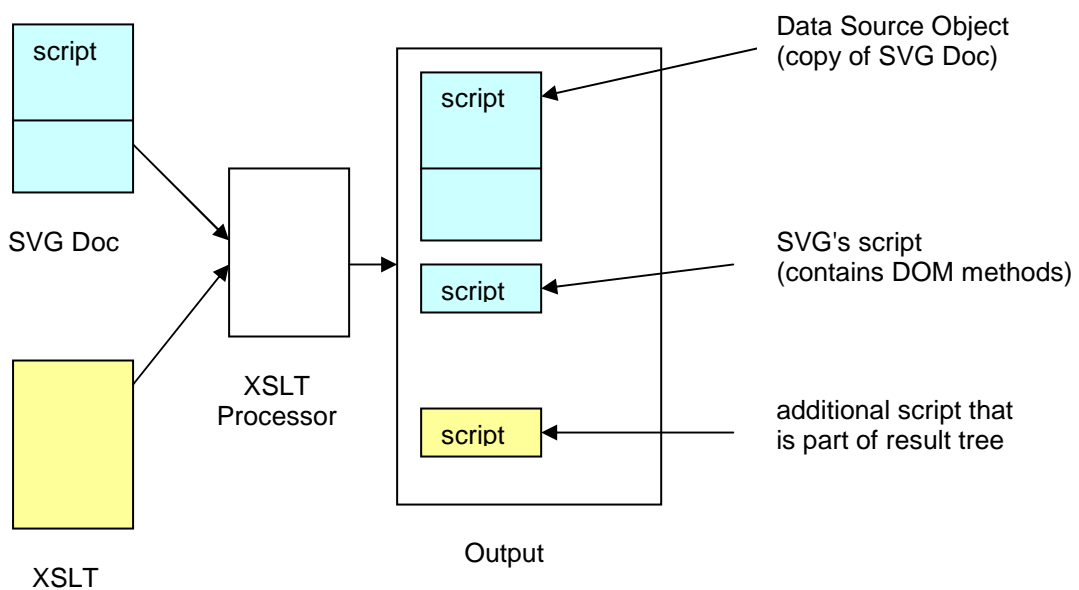 script
SVG Doc
XSLT
XSLT
Processor
script
script
script
Output
Data Source Object
(copy of SVG Doc)
SVG's script
(contains DOM methods)
additional script that
is part of result tree